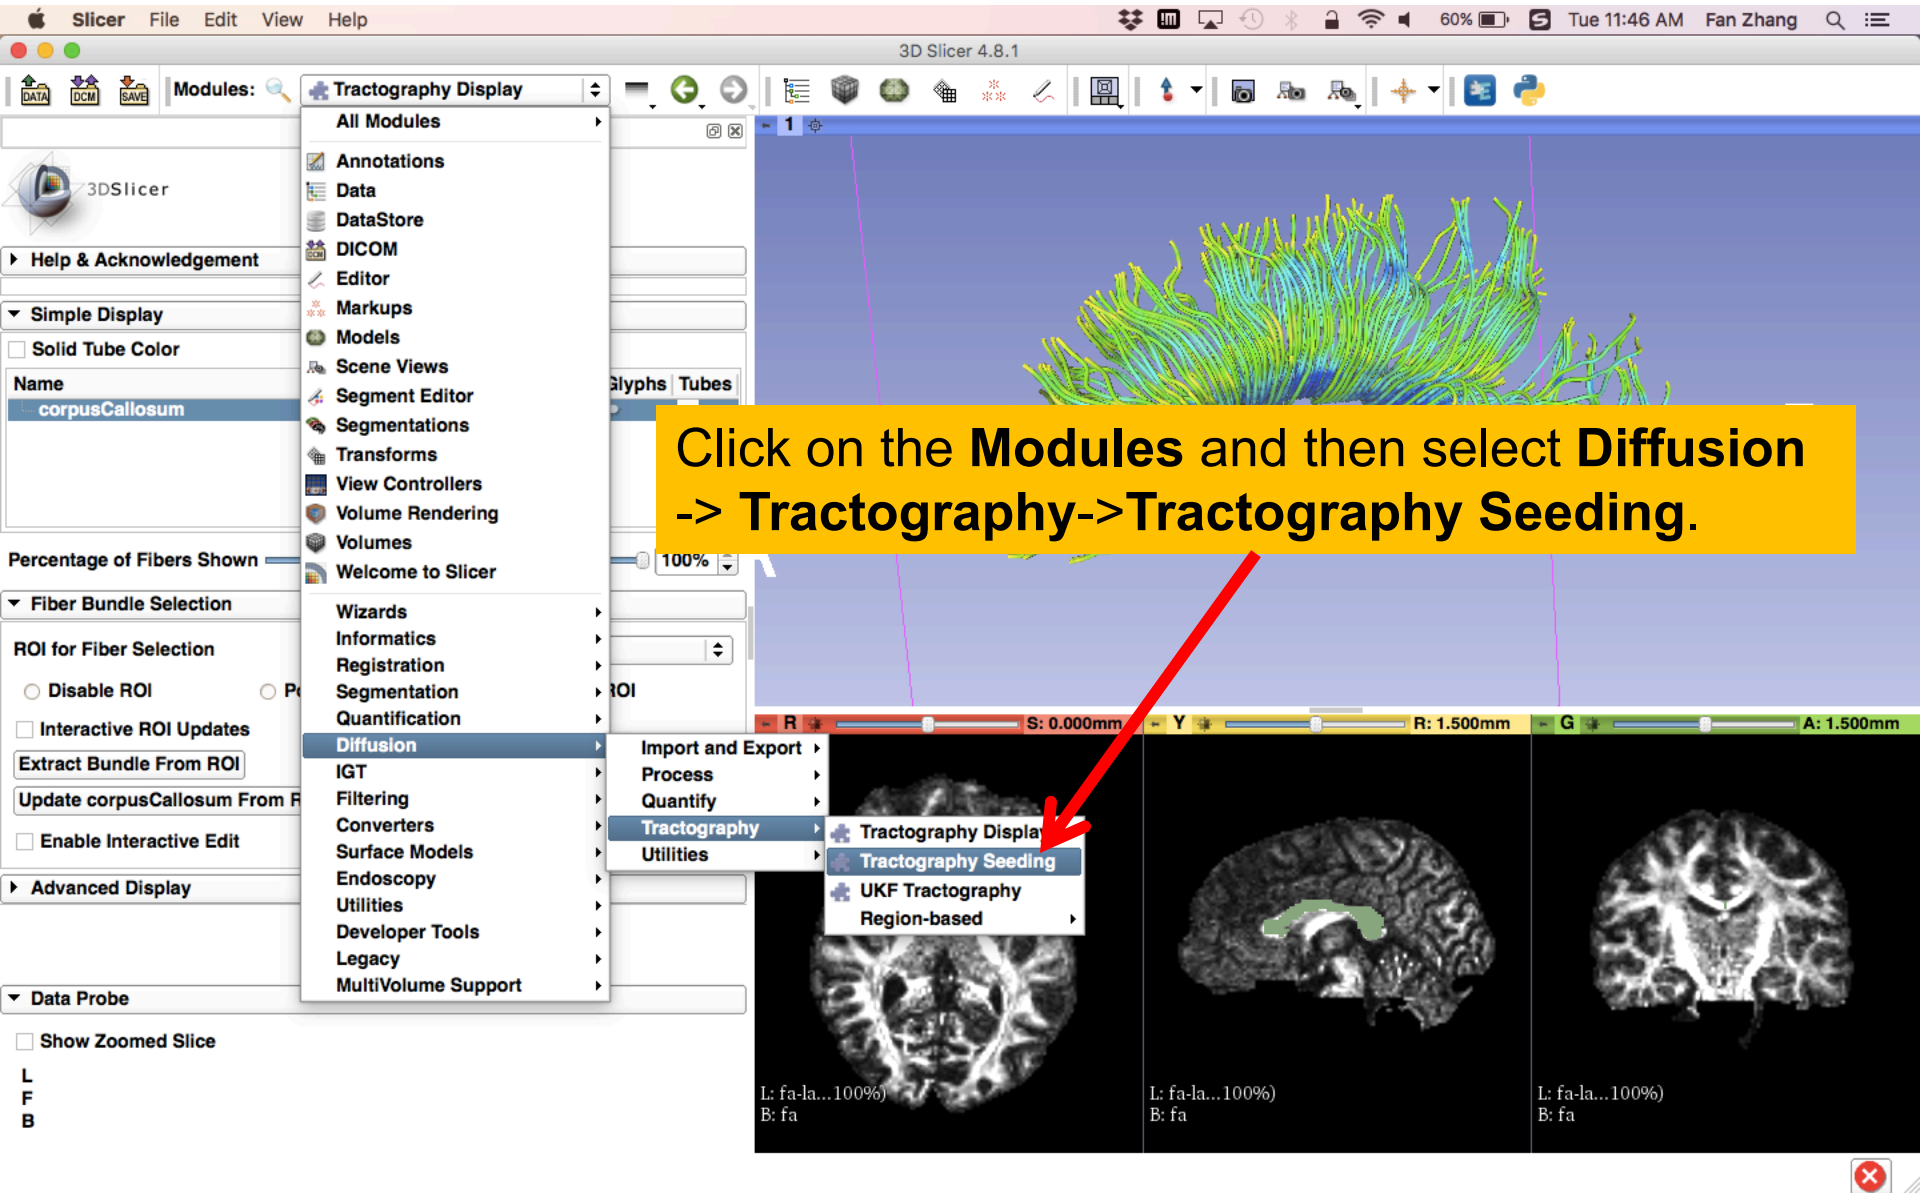 Slicer File Edit View Help
60% Tue 11:46 AM Fan Zhang
3D Slicer 4.8.1
DATA DCM SAVE Modules: Tractography Display
All Modules
Annotations
Data
DataStore
DICOM
Editor
Markups
Models
Scene Views
Segment Editor
Segmentations
Transforms
View Controllers
Volume Rendering
Volumes
Welcome to Slicer
Wizards
Informatics
Registration
Segmentation
Quantification
Diffusion
IGT
Filtering
Converters
Surface Models
Endoscopy
Utilities
Developer Tools
Legacy
MultiVolume Support
Import and Export
Process
Quantify
Tractography
Utilities
Tractography Display
Tractography Seeding
UKF Tractography
Region-based
3DSlicer
Help & Acknowledgement
Simple Display
Solid Tube Color
Name Tubes
corpusCallosum
Percentage of Fibers Shown 100%
Fiber Bundle Selection
ROI for Fiber Selection
Disable ROI
Interactive ROI Updates
Extract Bundle From ROI
Update corpusCallosum From
Enable Interactive Edit
Advanced Display
Data Probe
Show Zoomed Slice
L
F
B
1
Click on the Modules and then select Diffusion
-> Tractography->Tractography Seeding.
R S: 0.000mm
Y R: 1.500mm
G A: 1.500mm
L: fa-la...100%)
B: fa
L: fa-la...100%)
B: fa
L: fa-la...100%)
B: fa